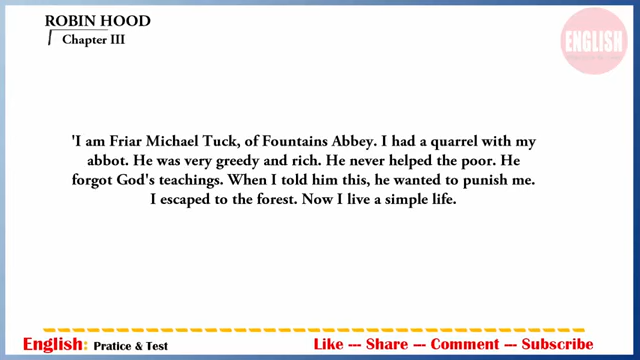 ROBIN HOOD
Chapter III
ENGLISH
'I am Friar Michael Tuck, of Fountains Abbey. I had a quarrel with my
abbot. He was very greedy and rich. He never helped the poor. He
forgot God's teachings. When I told him this, he wanted to punish me.
I escaped to the forest. Now I live a simple life.
English: Pratice & Test
Like --- Share --- Comment --- Subscribe